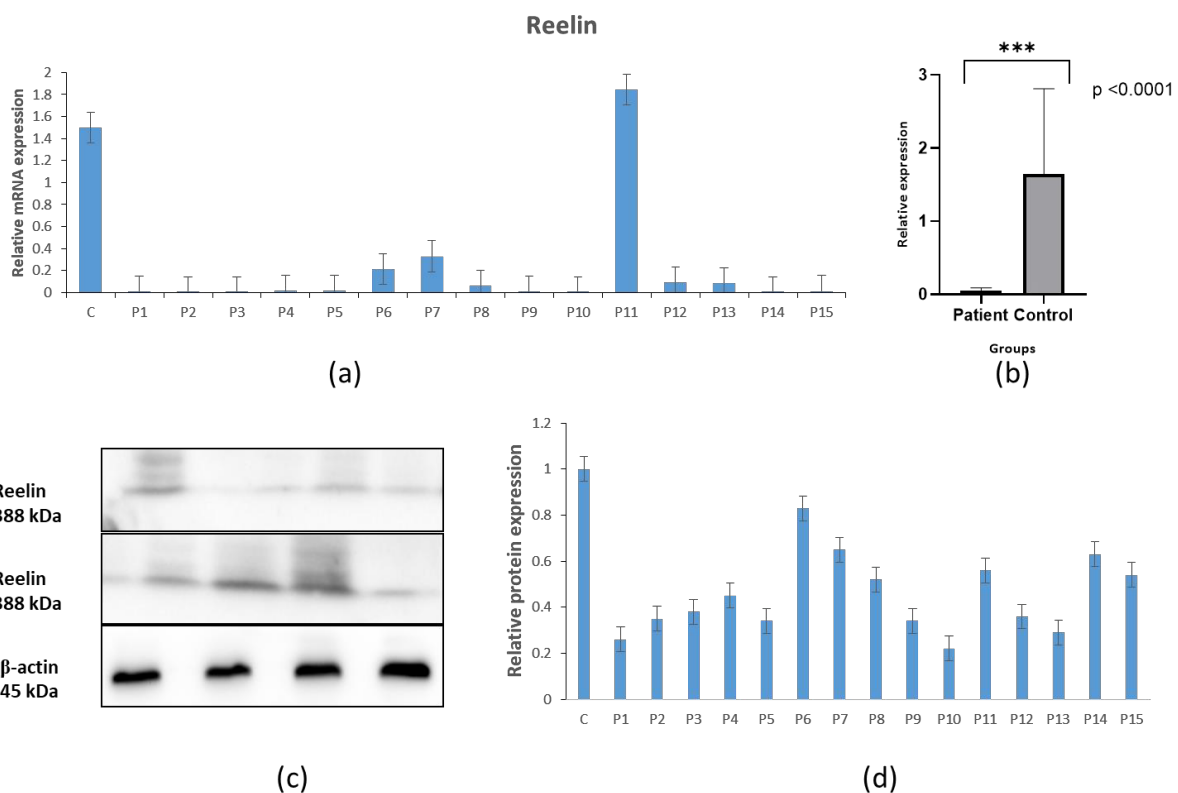 Reelin
Relative mRNA expression
2
1.8
1.6
1.4
1.2
1
0.8
0.6
0.4
0.2
0
C P1 P2 P3 P4 P5 P6 P7 P8 P9 P10 P11 P12 P13 P14 P15
(a)
***
p <0.0001
Relative expression
3
2
1
0
Patient Control
Groups
(b)
Reelin
388 kDa
Reelin
388 kDa
β-actin
45 kDa
(c)
Relative protein expression
1.2
1
0.8
0.6
0.4
0.2
0
C P1 P2 P3 P4 P5 P6 P7 P8 P9 P10 P11 P12 P13 P14 P15
(d)